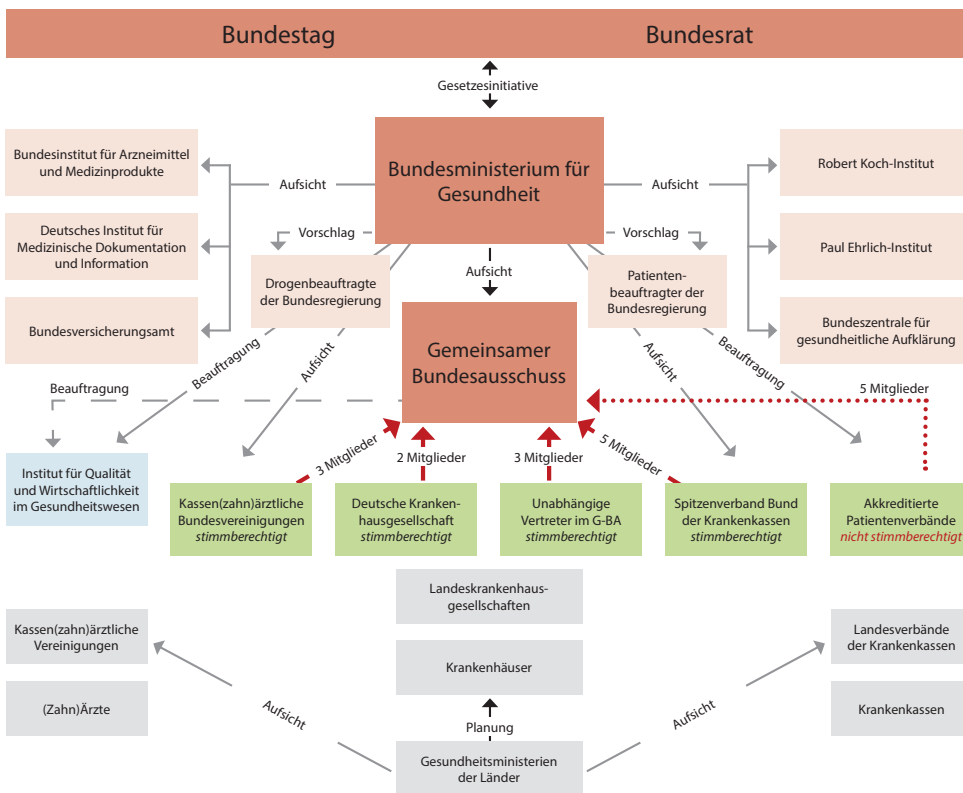 Bundestag
Bundesrat
Gesetzesinitiative
Bundesinstitut für Arzneimittel
und Medizinprodukte
Aufsicht
Bundesministerium für
Gesundheit
Aufsicht
Robert Koch-Institut
Deutsches Institut für
Medizinische Dokumentation
und Information
Vorschlag
Vorschlag
Paul Ehrlich-Institut
Drogenbeauftragte
der Bundesregierung
Aufsicht
Patienten-
beauftragter der
Bundesregierung
Bundesversicherungsamt
Bundeszentrale für
gesundheitliche Aufklärung
Beauftragung
Aufsicht
Gemeinsamer
Bundesausschuss
Aufsicht
Beauftragung
Beauftragung
5 Mitglieder
3 Mitglieder
2 Mitglieder
3 Mitglieder
5 Mitglieder
Institut für Qualität
und Wirtschaftlichkeit
im Gesundheitswesen
Kassen(zahn)ärztliche
Bundesvereinigungen
stimmberechtigt
Deutsche Kranken-
hausgesellschaft
stimmberechtigt
Unabhängige
Vertreter im G-BA
stimmberechtigt
Spitzenverband Bund
der Krankenkassen
stimmberechtigt
Akkreditierte
Patientenverbände
nicht stimmberechtigt
Landeskrankenhaus-
gesellschaften
Kassen(zahn)ärztliche
Vereinigungen
Krankenhäuser
Landesverbände
der Krankenkassen
(Zahn)Ärzte
Aufsicht
Planung
Aufsicht
Krankenkassen
Gesundheitsministerien
der Länder